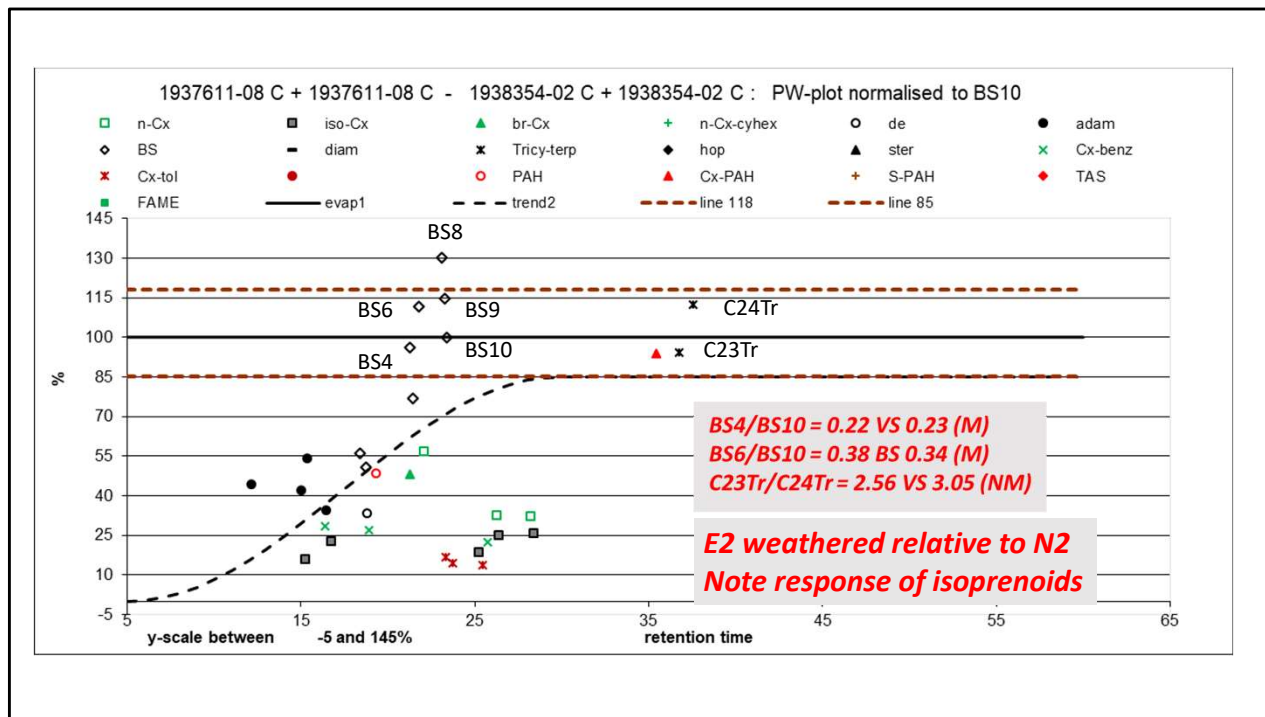 1937611-08 C + 1937611-08 C - 1938354-02 C + 1938354-02 C : PW-plot normalised to BS10
n-Cx iso-Cx br-Cx n-Cx-cyhex de adam
BS diam Tricy-terp hop ster Cx-benz
Cx-tol PAH Cx-PAH S-PAH TAS
FAME evap1 trend2 line 118 line 85
145
BS8
130
115
BS6 BS9 C24Tr
100
BS4 BS10 C23Tr
%
85
70
BS4/BS10 = 0.22 VS 0.23 (M)
55
BS6/BS10 = 0.38 BS 0.34 (M)
C23Tr/C24Tr = 2.56 VS 3.05 (NM)
40
25
E2 weathered relative to N2
10
Note response of isoprenoids
-5
5 15 25 35 45 55 65
y-scale between -5 and 145% retention time